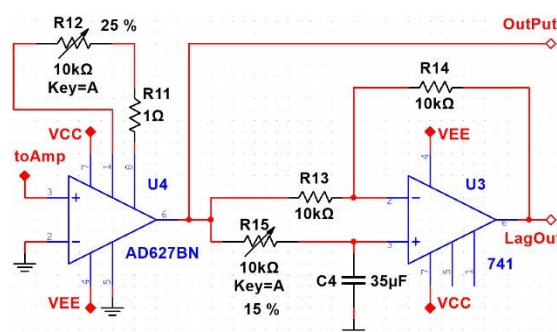 R12 25 %
10kΩ
Key=A
R11
1Ω
VCC
toAmp
7 1 8
3
2
6
4 5
U4
AD627BN
VEE
OutPut
R14
10kΩ
VEE
4
R13
10kΩ
2
3
6
U3
R15
10kΩ
Key=A
15 %
C4 35µF
7 5 1
741
VCC
LagOut